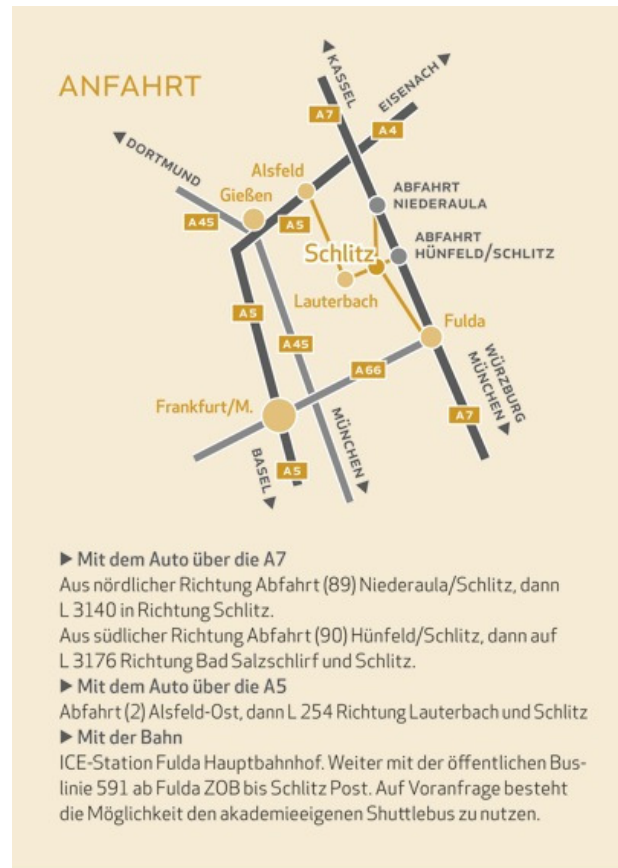 ANFAHRT
KASSEL
EISENACH
A7
A4
DORTMUND
Alsfeld
Gießen
A45
A5
ABFAHRT
NIEDERAULA
Schlitz
ABFAHRT
HÜNFELD/SCHLITZ
Lauterbach
A5
A45
Fulda
A66
WÜRZBURG
MÜNCHEN
Frankfurt/M.
A7
MÜNCHEN
BASEL
A5
▶ Mit dem Auto über die A7
Aus nördlicher Richtung Abfahrt (89) Niederaula/Schlitz, dann
L 3140 in Richtung Schlitz.
Aus südlicher Richtung Abfahrt (90) Hünfeld/Schlitz, dann auf
L 3176 Richtung Bad Salzschlirf und Schlitz.
▶ Mit dem Auto über die A5
Abfahrt (2) Alsfeld-Ost, dann L 254 Richtung Lauterbach und Schlitz
▶ Mit der Bahn
ICE-Station Fulda Hauptbahnhof. Weiter mit der öffentlichen Bus-
linie 591 ab Fulda ZOB bis Schlitz Post. Auf Voranfrage besteht
die Möglichkeit den akademieeigenen Shuttlebus zu nutzen.